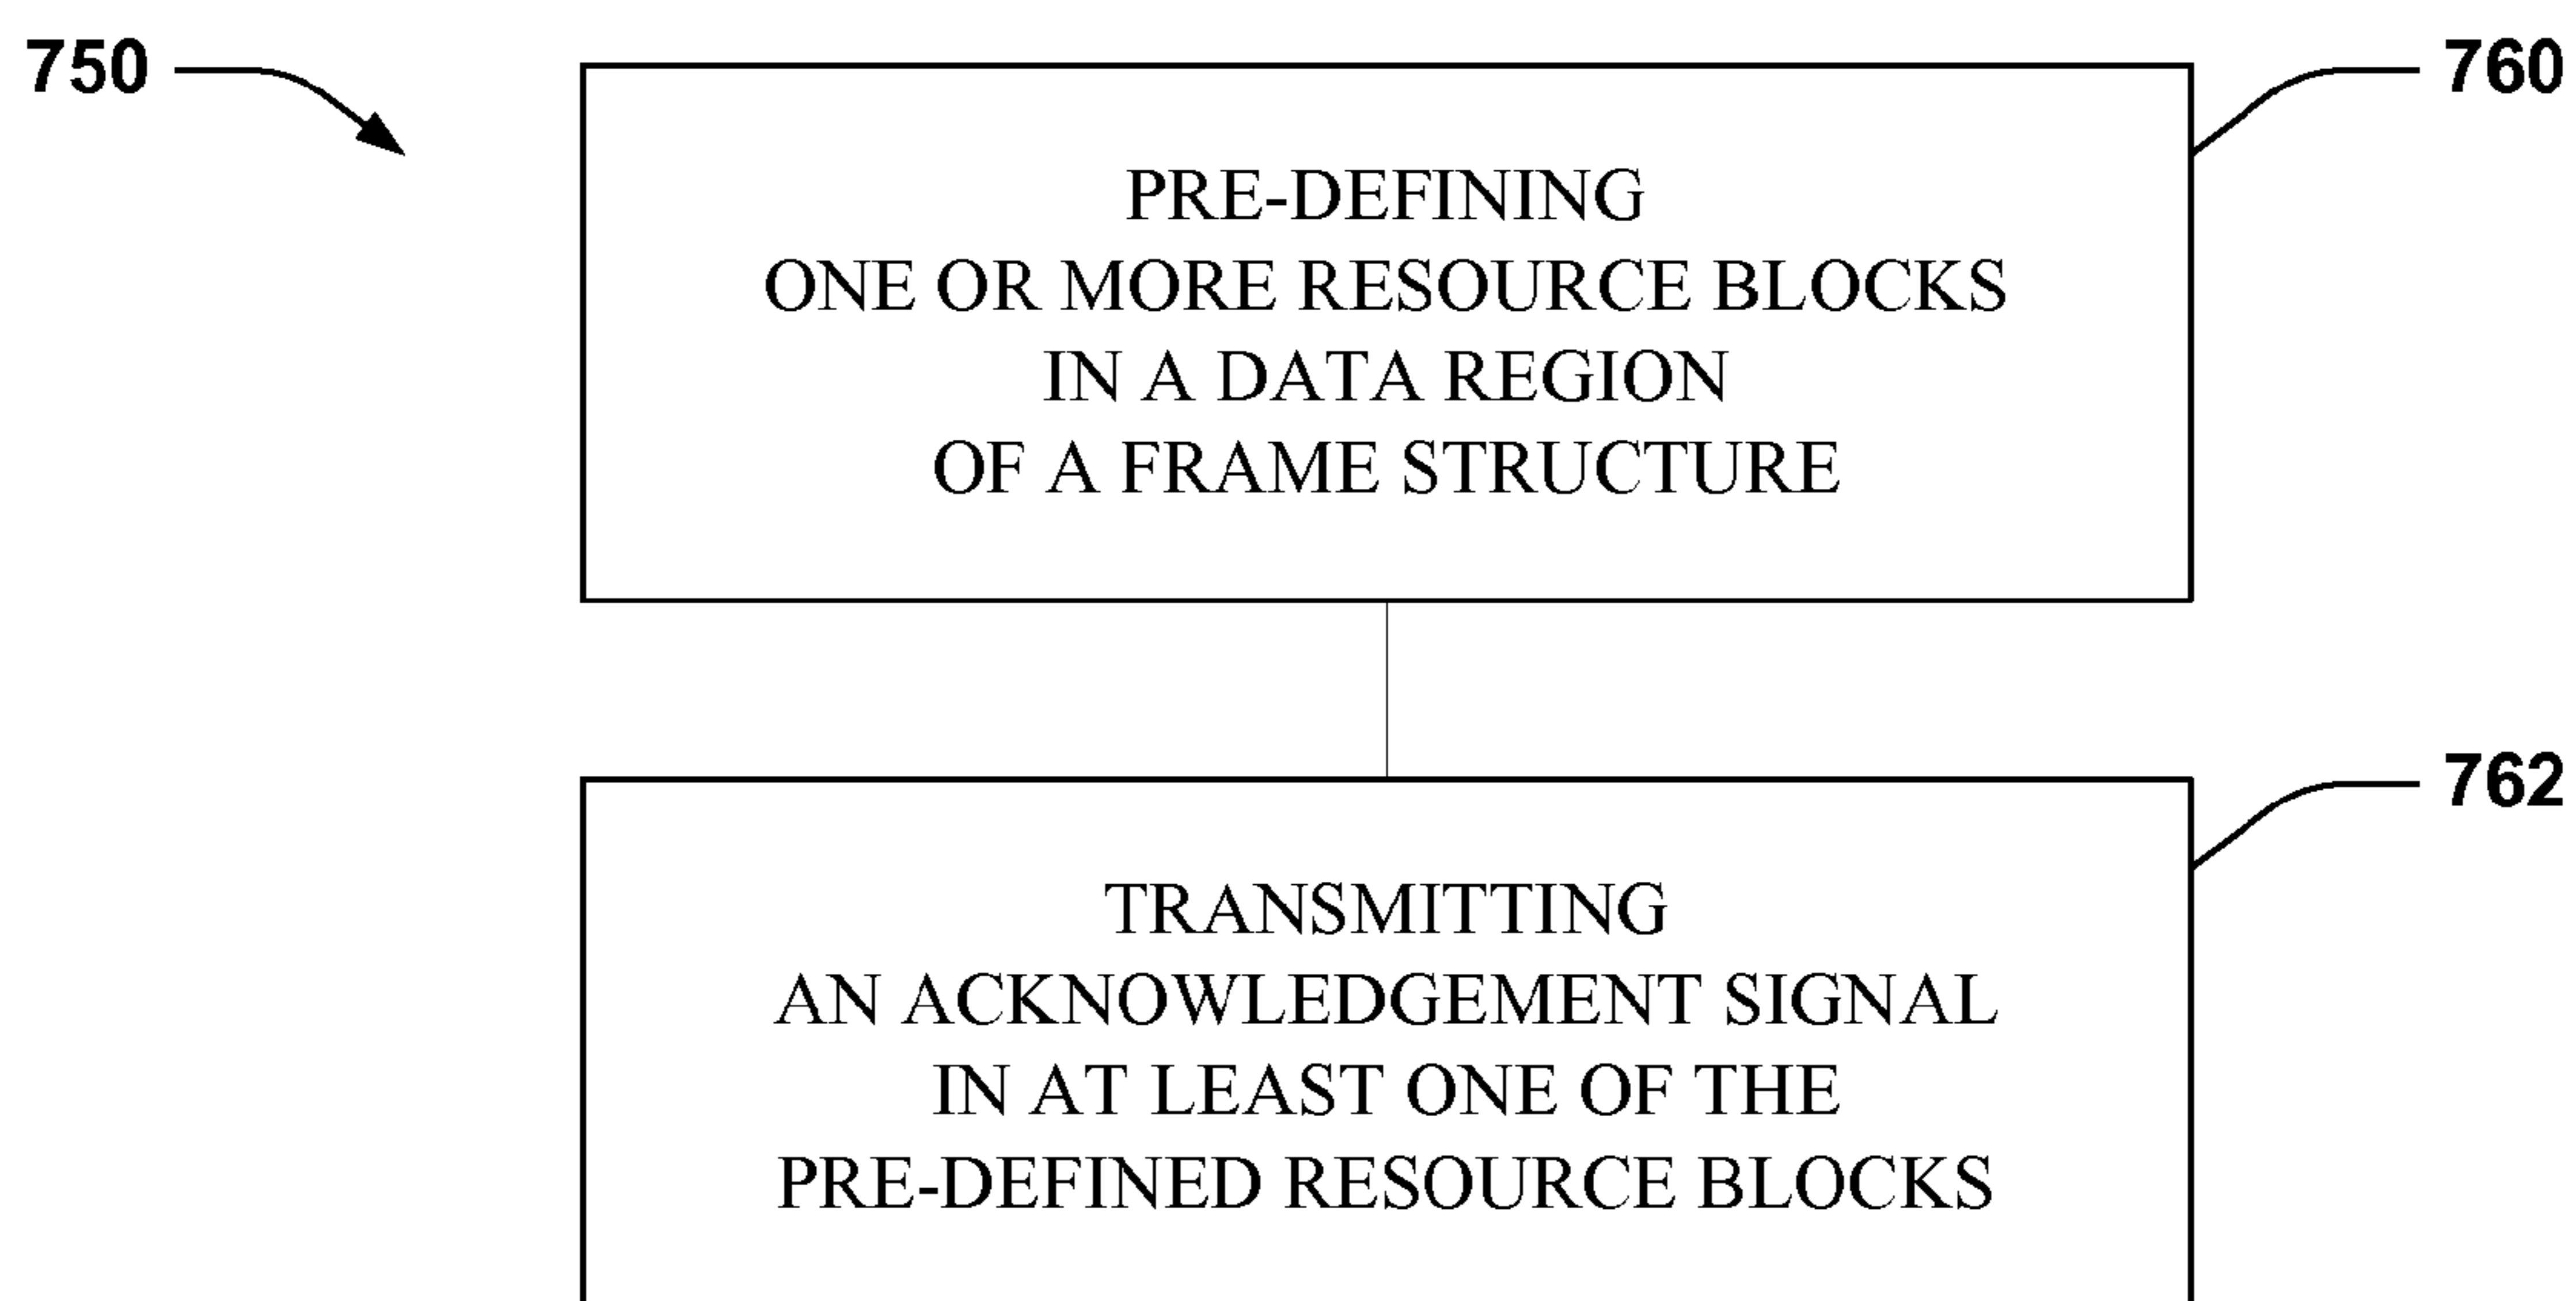 750
760
PRE-DEFINING
ONE OR MORE RESOURCE BLOCKS
IN A DATA REGION
OF A FRAME STRUCTURE
762
TRANSMITTING
AN ACKNOWLEDGEMENT SIGNAL
IN AT LEAST ONE OF THE
PRE-DEFINED RESOURCE BLOCKS